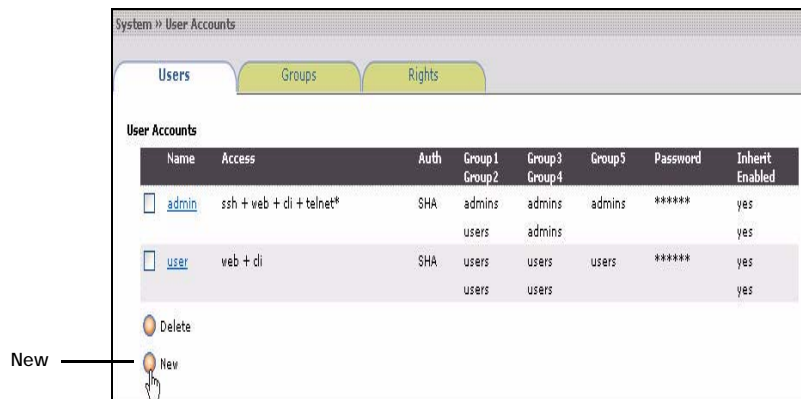 System » User Accounts
Users Groups Rights
User Accounts
Name Access Auth Group1 Group3 Group5 Password Inherit
Group2 Group4 Enabled
admin ssh + web + cli + telnet* SHA admins admins admins ****** yes
users admins yes
user web + cli SHA users users users ****** yes
users users yes
Delete
New New